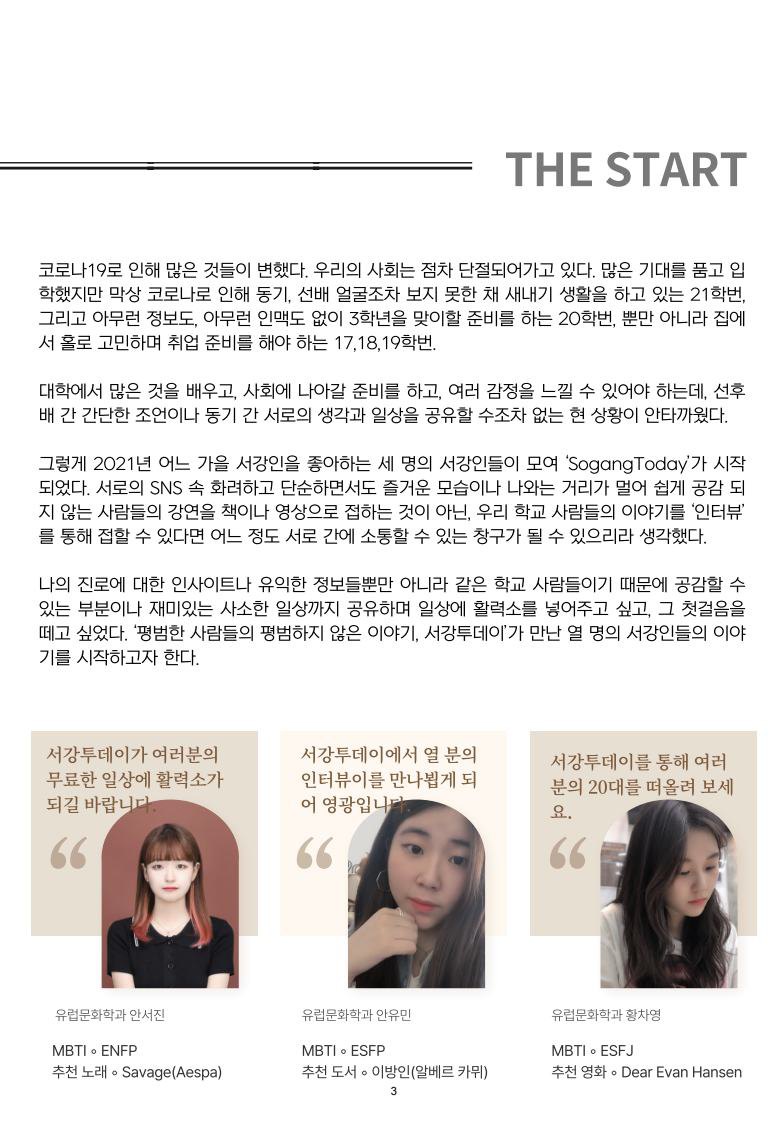 THE START
코로나19로 인해 많은 것들이 변했다. 우리의 사회는 점차 단절되어가고 있다. 많은 기대를 품고 입
학했지만 막상 코로나로 인해 동기, 선배 얼굴조차 보지 못한 채 새내기 생활을 하고 있는 21학번,
그리고 아무런 정보도, 아무런 인맥도 없이 3학년을 맞이할 준비를 하는 20학번, 뿐만 아니라 집에
서 홀로 고민하며 취업 준비를 해야 하는 17,18,19학번.
대학에서 많은 것을 배우고, 사회에 나아갈 준비를 하고, 여러 감정을 느낄 수 있어야 하는데, 선후
배 간 간단한 조언이나 동기 간 서로의 생각과 일상을 공유할 수조차 없는 현 상황이 안타까웠다.
그렇게 2021년 어느 가을 서강인을 좋아하는 세 명의 서강인들이 모여 ‘SogangToday’가 시작
되었다. 서로의 SNS 속 화려하고 단순하면서도 즐거운 모습이나 나와는 거리가 멀어 쉽게 공감 되
지 않는 사람들의 강연을 책이나 영상으로 접하는 것이 아닌, 우리 학교 사람들의 이야기를 ‘인터뷰’
를 통해 접할 수 있다면 어느 정도 서로 간에 소통할 수 있는 창구가 될 수 있으리라 생각했다.
나의 진로에 대한 인사이트나 유익한 정보들뿐만 아니라 같은 학교 사람들이기 때문에 공감할 수
있는 부분이나 재미있는 사소한 일상까지 공유하며 일상에 활력소를 넣어주고 싶고, 그 첫걸음을
떼고 싶었다. ‘평범한 사람들의 평범하지 않은 이야기, 서강투데이’가 만난 열 명의 서강인들의 이야
기를 시작하고자 한다.
서강투데이가 여러분의
무료한 일상에 활력소가
되길 바랍니다.
“
유럽문화학과 안서진
MBTI ∘ ENFP
추천 노래 ∘ Savage(Aespa)
서강투데이에서 열 분의
인터뷰이를 만나뵙게 되
어 영광입니다.
“
유럽문화학과 안유민
MBTI ∘ ESFP
추천 도서 ∘ 이방인(알베르 카뮈)
서강투데이를 통해 여러
분의 20대를 떠올려 보세
요.
“
유럽문화학과 황차영
MBTI ∘ ESFJ
추천 영화 ∘ Dear Evan Hansen
3